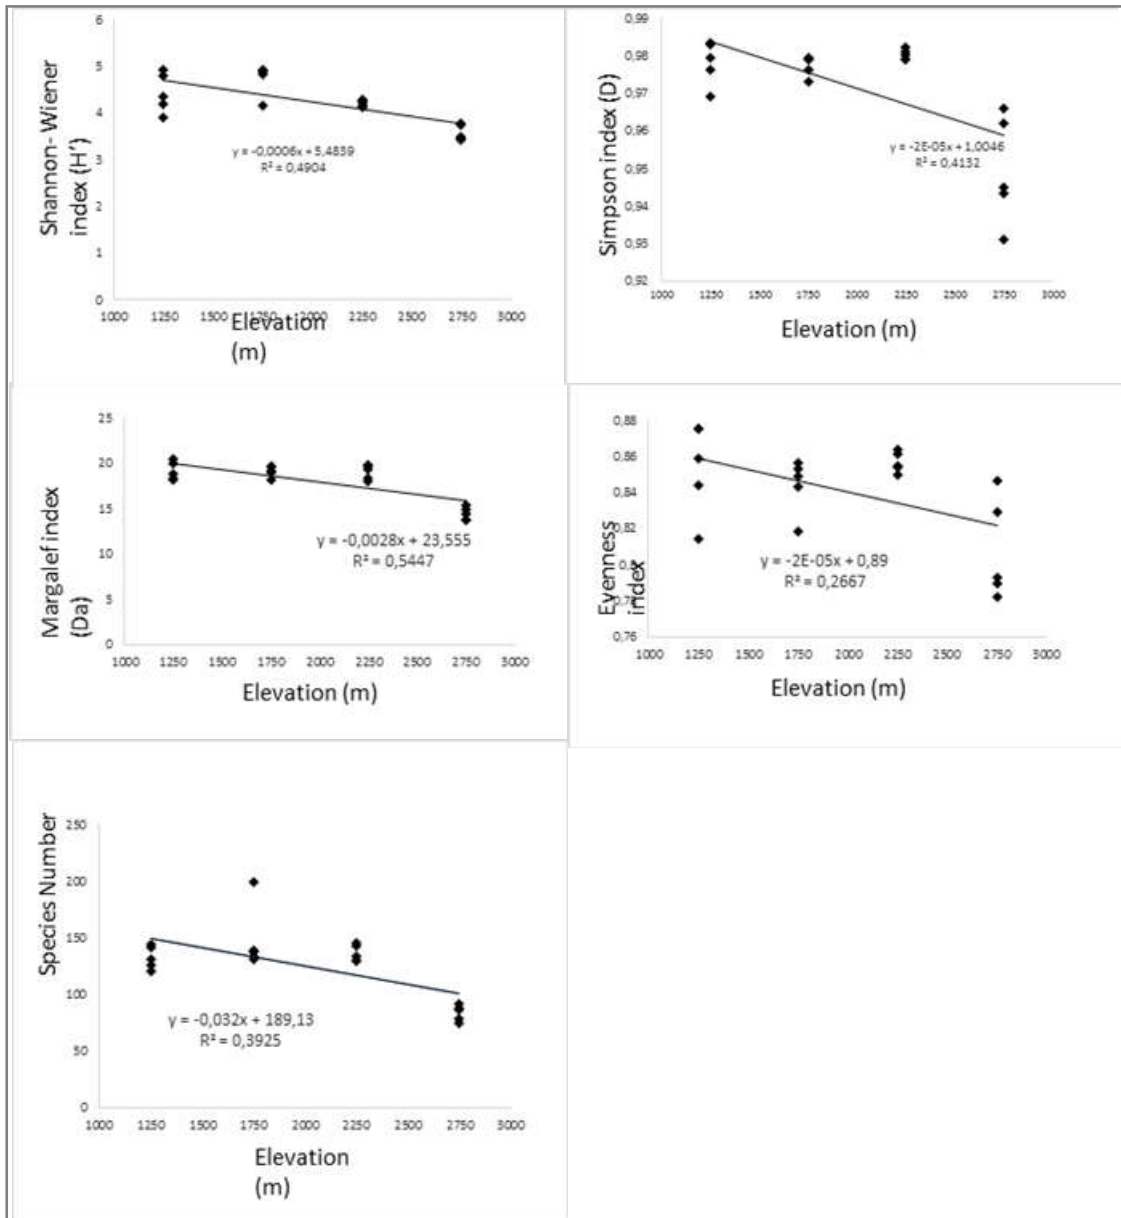 6
5
4
3
2
1
0
Shannon- Wiener
index (H’)
y = -0,0006x + 5,4839
R² = 0,4904
1000 1250 1500 1750 2000 2250 2500 2750 3000
Elevation
(m)
0,99
0,98
0,97
0,96
0,95
0,94
0,93
0,92
Simpson index (D)
y = -2E-05x + 1,0046
R² = 0,4132
1000 1250 1500 1750 2000 2250 2500 2750 3000
Elevation (m)
25
20
15
10
5
0
Margalef index
(Da)
y = -0,0028x + 23,555
R² = 0,5447
1000 1250 1500 1750 2000 2250 2500 2750 3000
Elevation (m)
0,88
0,86
0,84
0,82
0,76
Evenness
index
y = -2E-05x + 0,89
R² = 0,2667
1000 1250 1500 1750 2000 2250 2500 2750 3000
Elevation (m)
250
200
150
100
50
0
Species Number
y = -0,032x + 189,13
R² = 0,3925
1000 1250 1500 1750 2000 2250 2500 2750 3000
Elevation
(m)